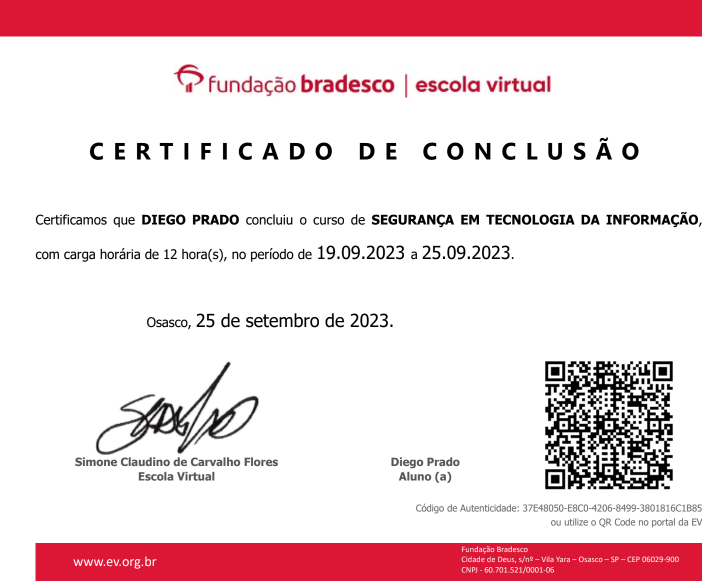 fundação bradesco | escola virtual
CERTIFICADO DE CONCLUSÃO
Certificamos que DIEGO PRADO concluiu o curso de SEGURANÇA EM TECNOLOGIA DA INFORMAÇÃO,
com carga horária de 12 hora(s), no período de 19.09.2023 a 25.09.2023.
Osasco, 25 de setembro de 2023.
Simone Claudino de Carvalho Flores
Escola Virtual
Diego Prado
Aluno (a)
Código de Autenticidade: 37E48050-E8C0-4206-8499-3801816C1B85
ou utilize o QR Code no portal da EV
www.ev.org.br
Fundação Bradesco
Cidade de Deus, s/nº – Vila Yara – Osasco – SP – CEP 06029-900
CNPJ - 60.701.521/0001-06